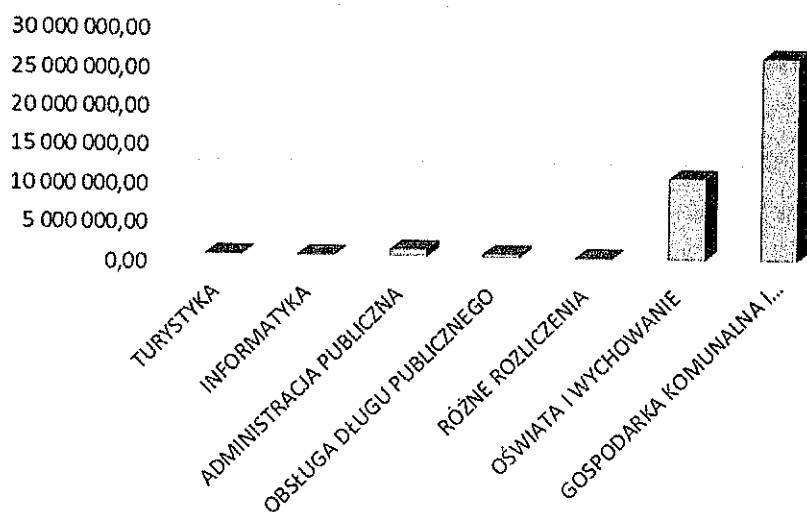 30 000 000,00
25 000 000,00
20 000 000,00
15 000 000,00
10 000 000,00
5 000 000,00
0,00
TURYSTYKA
INFORMATYKA
ADMINISTRACJA PUBLICZNA
OBSŁUGA DŁUGU PUBLICZNEGO
RÓŻNE ROZLICZENIA
OŚWIATA I WYCHOWANIE
GOSPODARKA KOMUNALNA I...